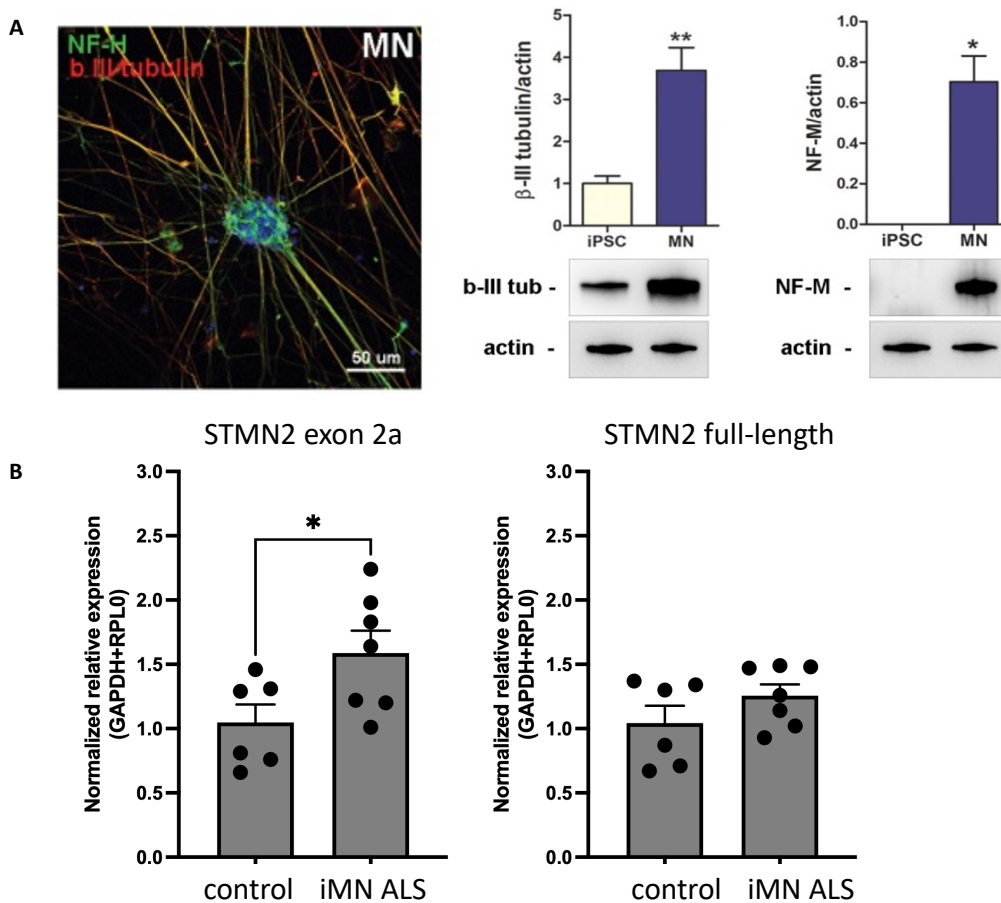 A
NF-H
b III tubulin
MN
50 um
β-III tubulin/actin
5
4
3
2
1
0
**
iPSC
MN
b-III tub -
actin -
NF-M/actin
1.0
0.8
0.6
0.4
0.2
0.0
*
iPSC
MN
NF-M -
actin -
B
STMN2 exon 2a
Normalized relative expression
(GAPDH+RPL0)
3.0
2.5
2.0
1.5
1.0
0.5
0.0
*
control
iMN ALS
STMN2 full-length
Normalized relative expression
(GAPDH+RPL0)
3.0
2.5
2.0
1.5
1.0
0.5
0.0
control
iMN ALS